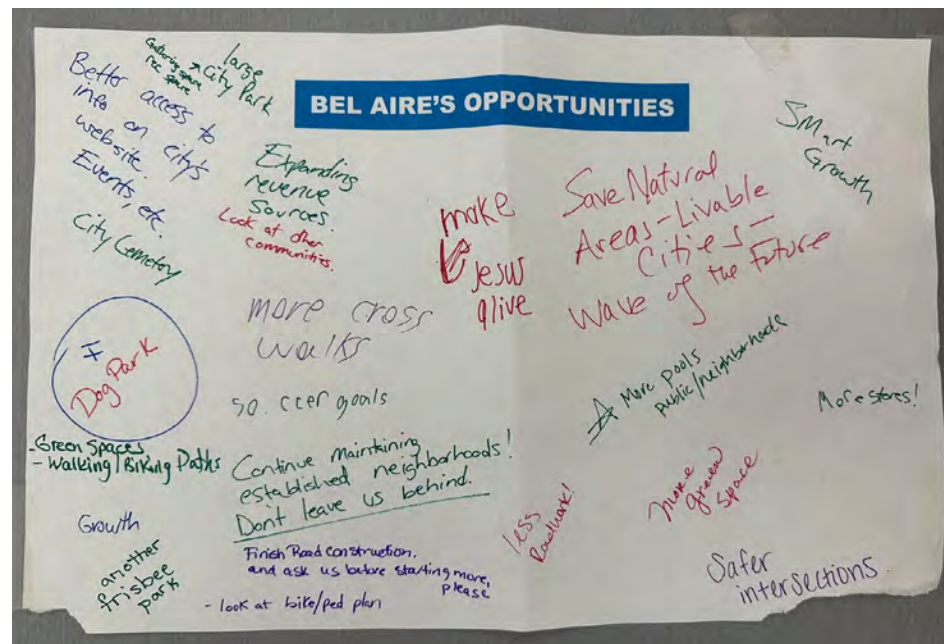 BEL AIRE'S OPPORTUNITIES
Gathering space
rec space
large
City Park
Better access to
info on city's
website.
Events, etc.
City Cemetery
Expanding
revenue
Sources.
Look at other
communities.
make
Jesus
alive
Save Natural
Areas-Livable
Cities-
Wave of the Future
Smart
Growth
more cross
walks
Dog Park
so.ccer goals
More pools
public/neighborhoods
More stores!
-Green Spaces
-Walking/Biking Paths
Continue maintaining
established neighborhoods!
Dont leave us behind.
Growth
another
frisbee
park
Finish Road construction.
and ask us before starting more,
please
- look at bike/ped plan
less
Roadwork!
more
green
space
Safer
intersections.